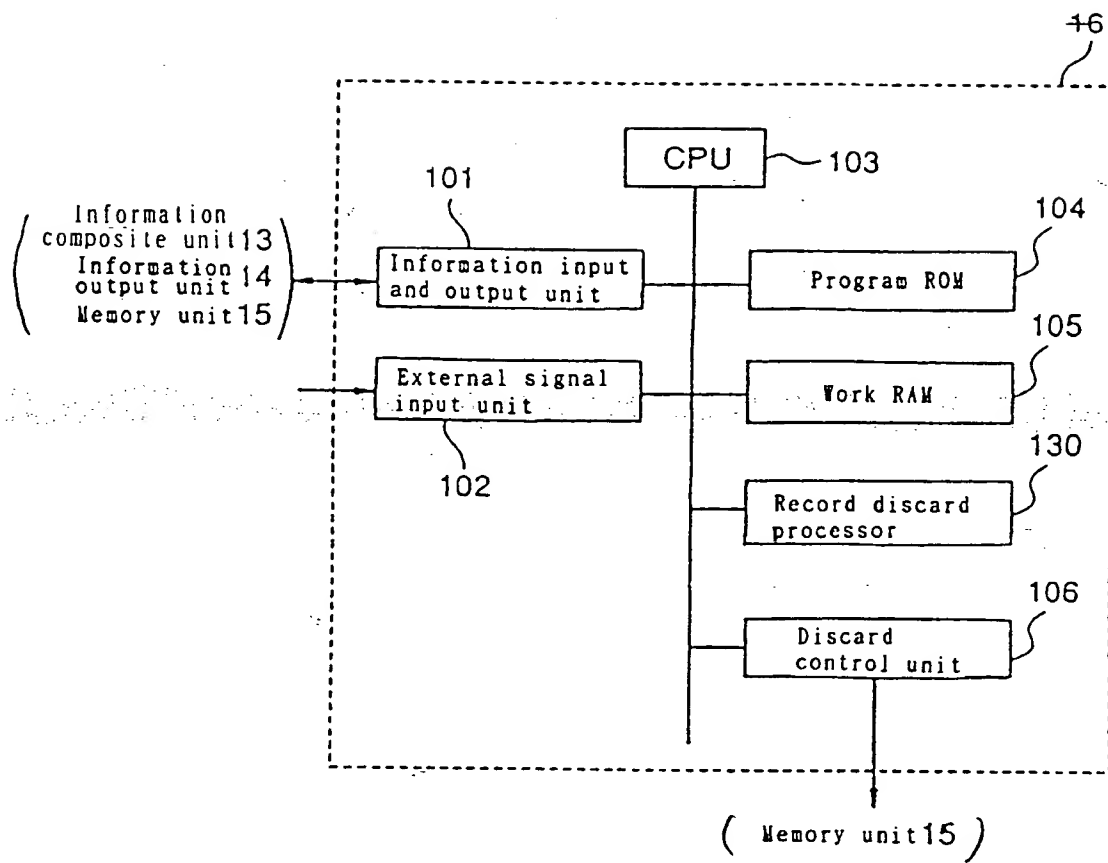 16
CPU
103
101
104
Information
composite unit 13
Information
output unit 14
Memory unit 15
Information input
and output unit
Program ROM
105
External signal
input unit
Work RAM
102
130
Record discard
processor
106
Discard
control unit
( Memory unit 15 )